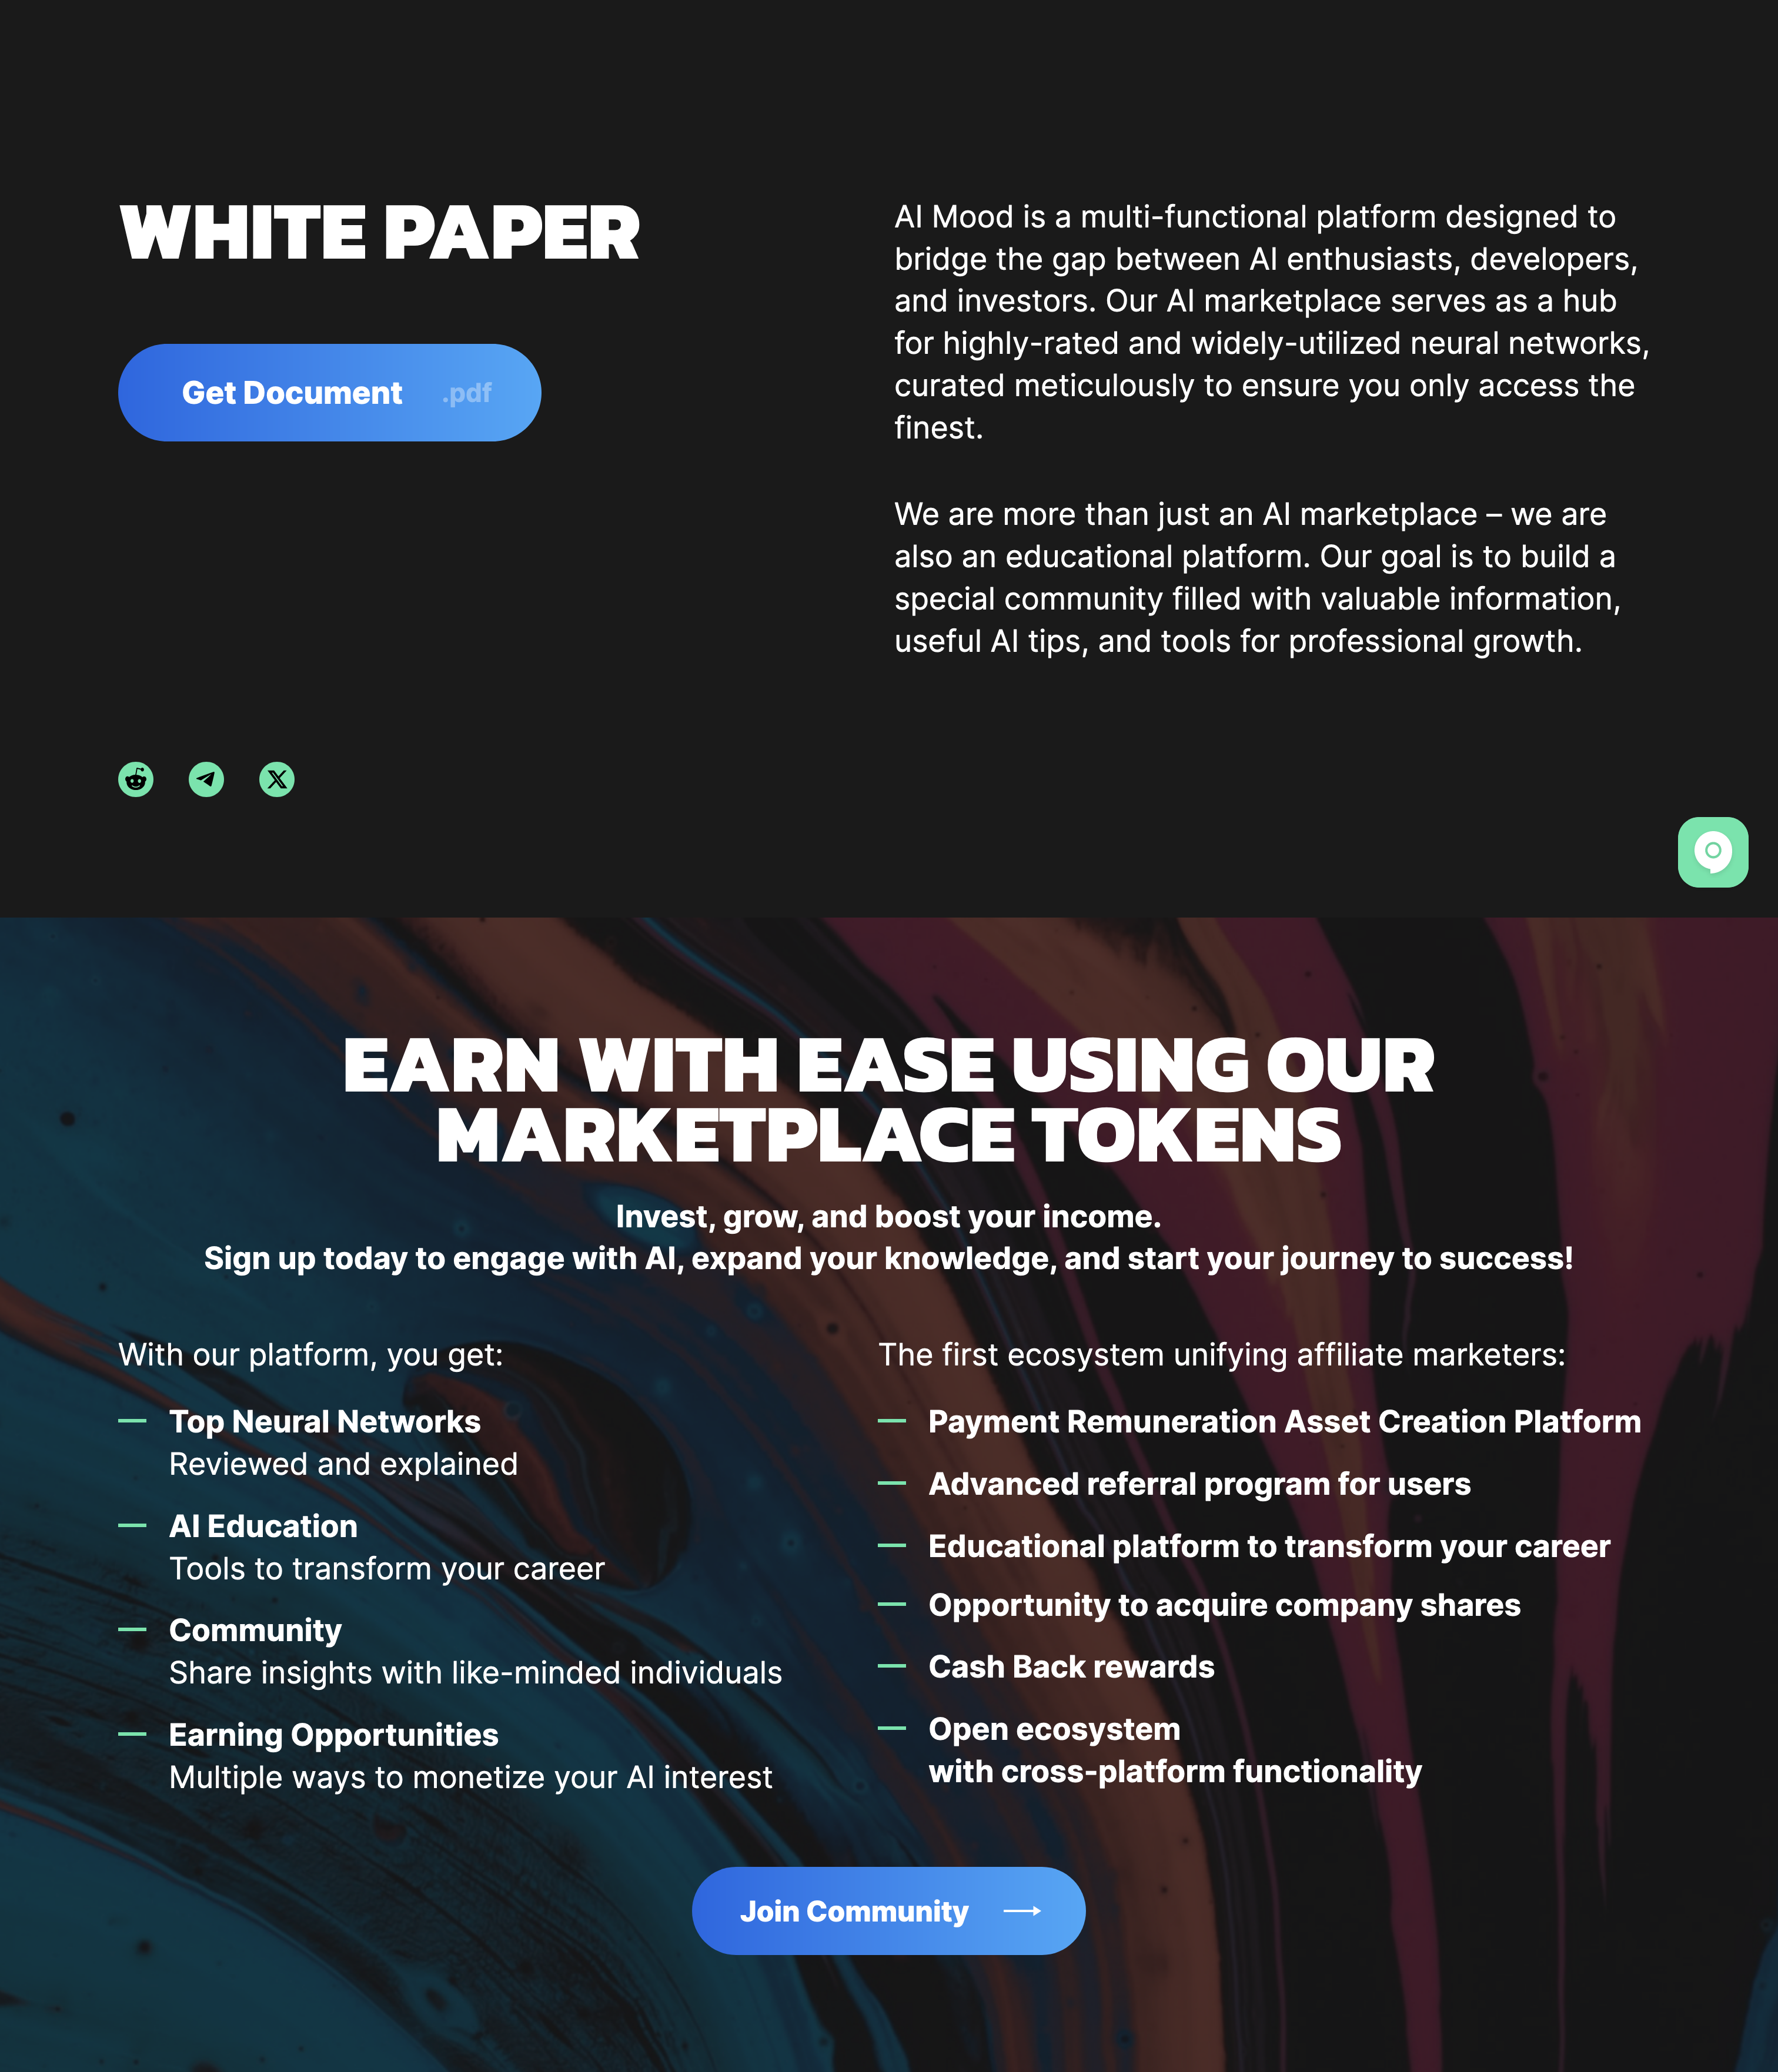 WHITE PAPER
Get Document .pdf
AI Mood is a multi-functional platform designed to
bridge the gap between AI enthusiasts, developers,
and investors. Our AI marketplace serves as a hub
for highly-rated and widely-utilized neural networks,
curated meticulously to ensure you only access the
finest.
We are more than just an AI marketplace – we are
also an educational platform. Our goal is to build a
special community filled with valuable information,
useful AI tips, and tools for professional growth.
EARN WITH EASE USING OUR
MARKETPLACE TOKENS
Invest, grow, and boost your income.
Sign up today to engage with AI, expand your knowledge, and start your journey to success!
With our platform, you get:
Top Neural Networks
Reviewed and explained
AI Education
Tools to transform your career
Community
Share insights with like-minded individuals
Earning Opportunities
Multiple ways to monetize your AI interest
The first ecosystem unifying affiliate marketers:
Payment Remuneration Asset Creation Platform
Advanced referral program for users
Educational platform to transform your career
Opportunity to acquire company shares
Cash Back rewards
Open ecosystem
with cross-platform functionality
Join Community